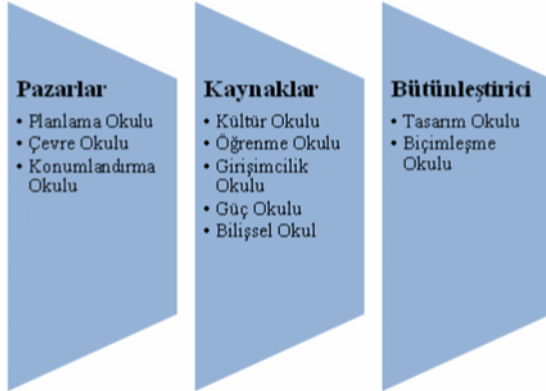 Pazarlar
• Planlama Okulu
• Çevre Okulu
• Konumlandırma
Okulu
Kaynaklar
• Kültür Okulu
• Öğrenme Okulu
• Girişimcilik
Okulu
• Güç Okulu
• Bilişsel Okul
Bütünleştirici
• Tasarım Okulu
• Biçimleşme
Okulu